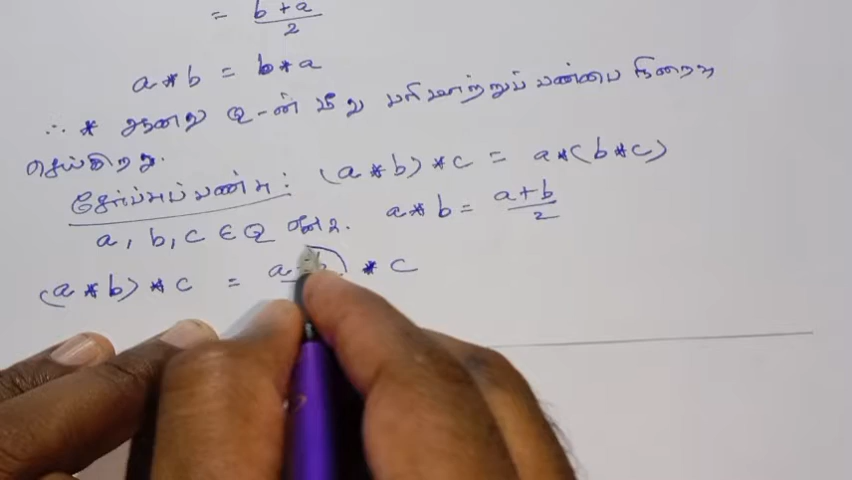 = b + a / 2
a * b = b * a
∴ * ஆனது Q - ன் மீது பரிமாற்றுப் பண்பை நிறைவு
செய்கிறது.
சேர்ப்புப் பண்பு : (a * b) * c = a * (b * c)
a, b, c ∈ Q என்க. a * b = a + b / 2
(a * b) * c = a b * c